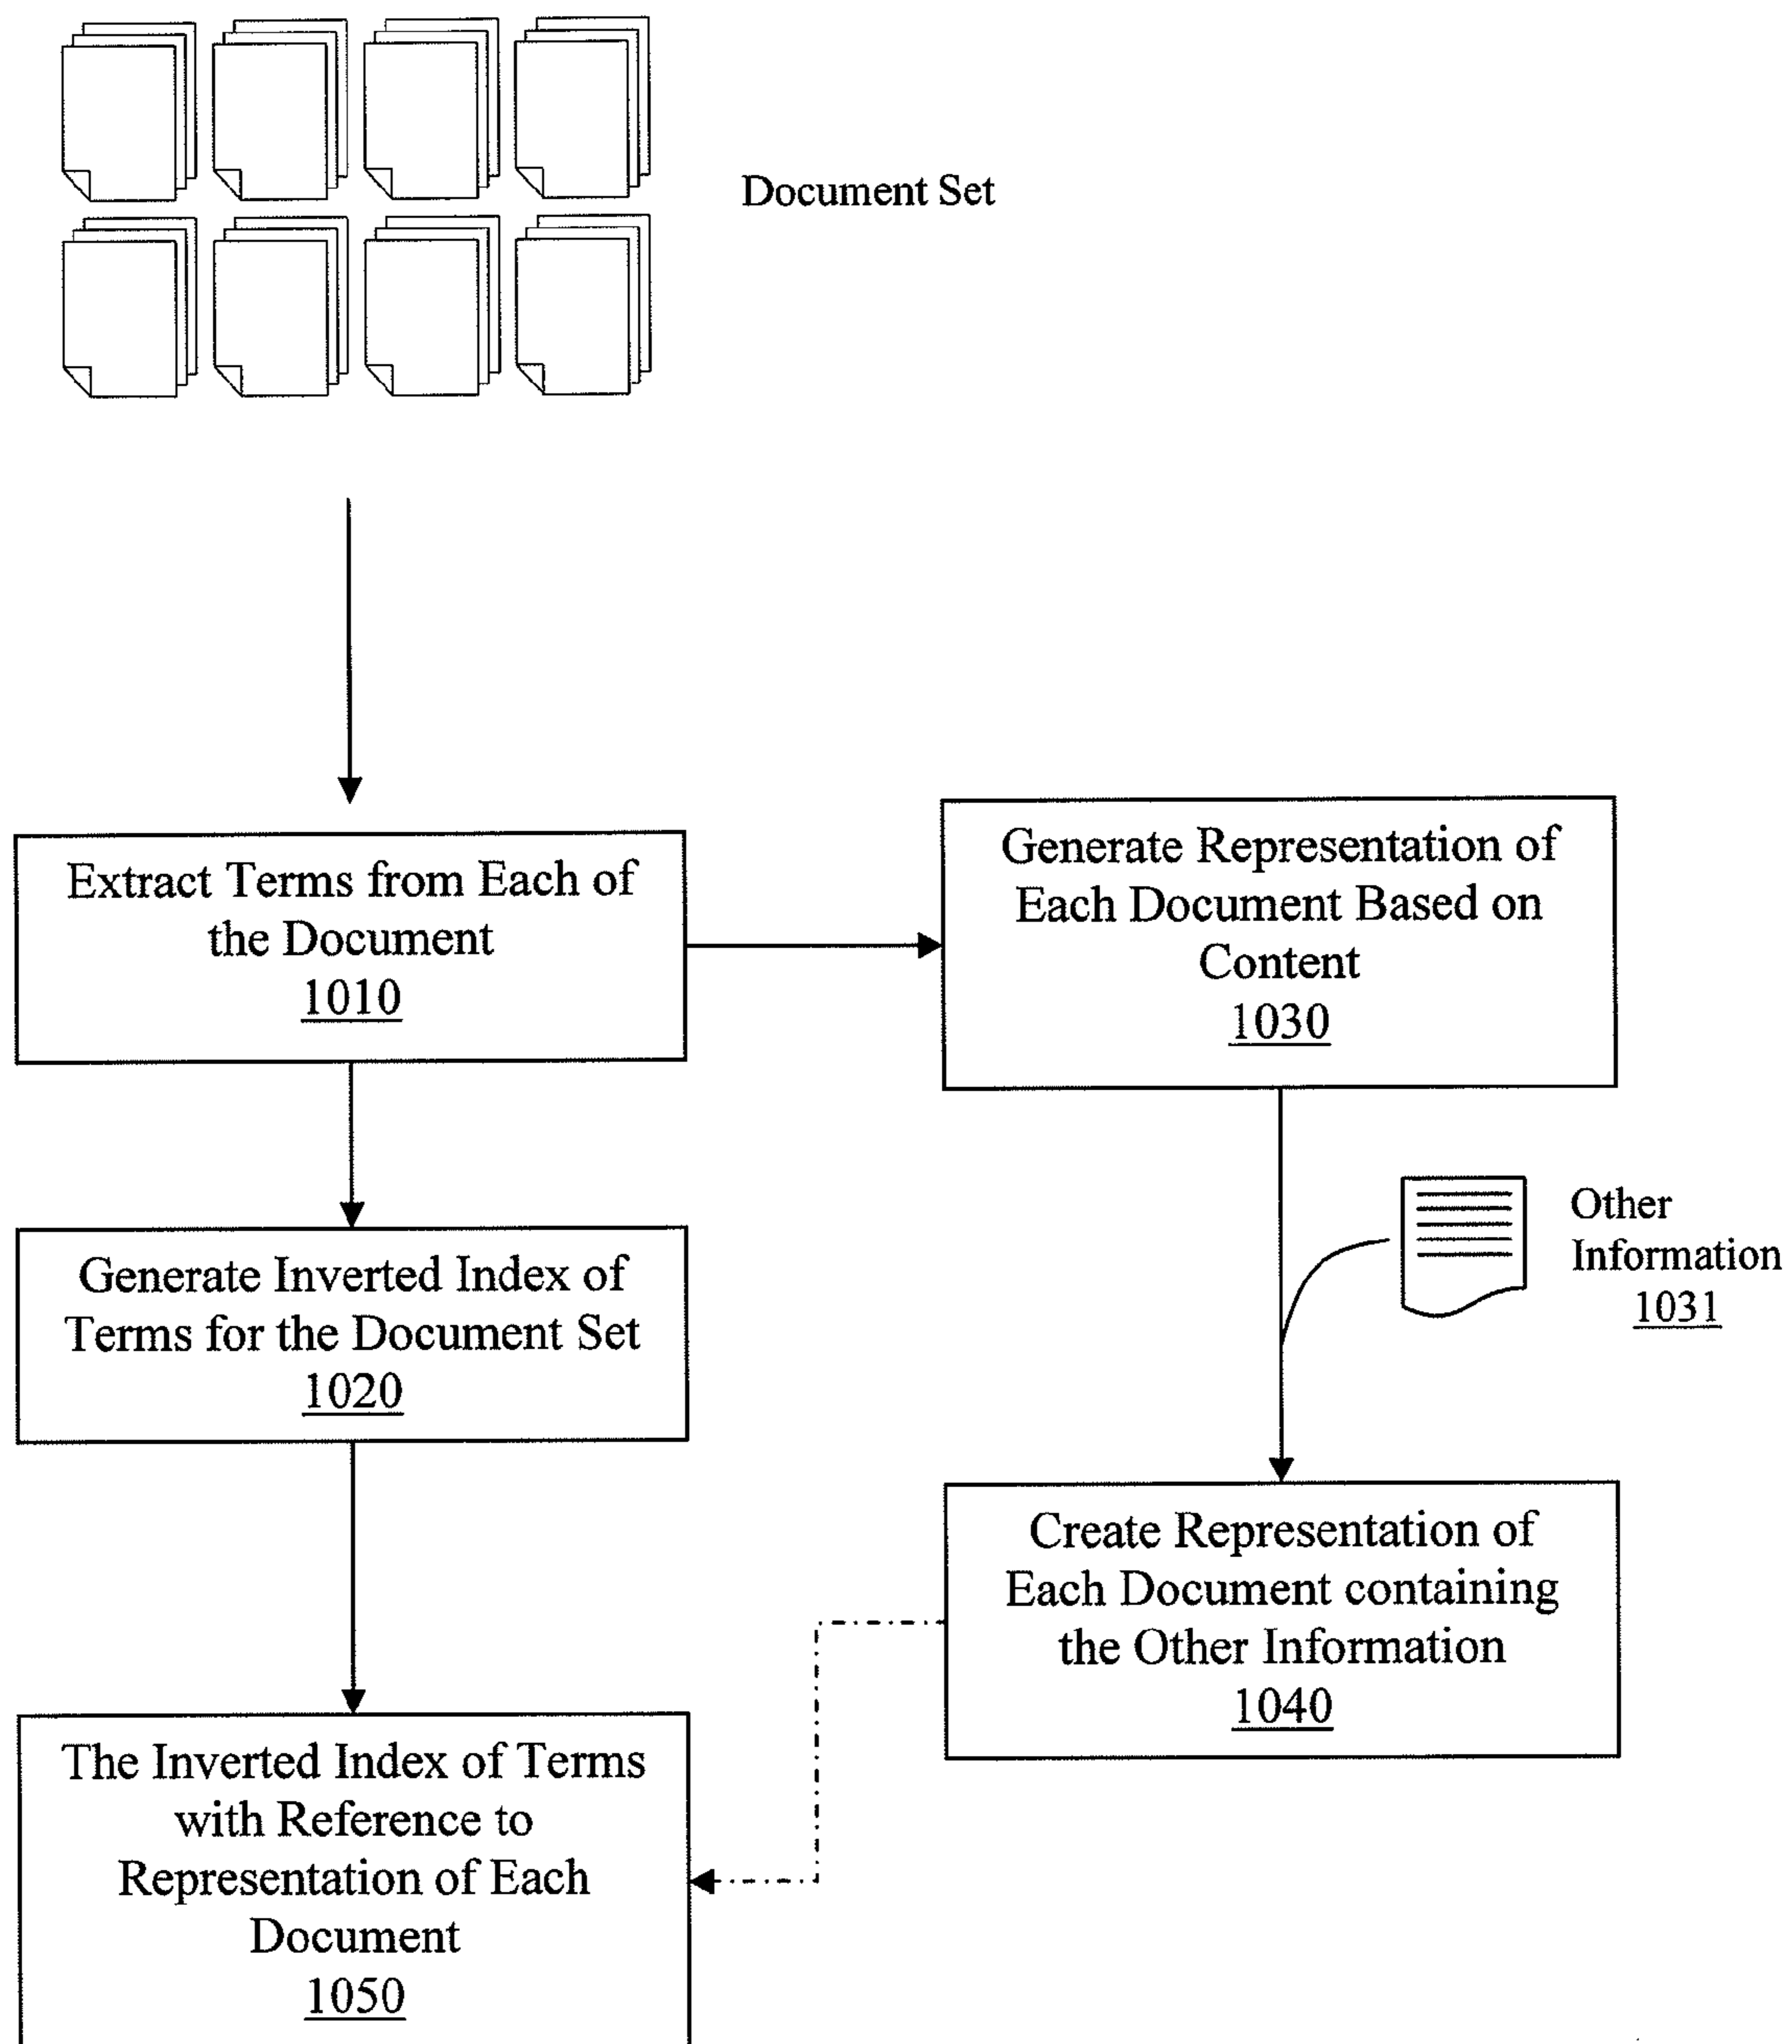 Document Set
Extract Terms from Each of
the Document
1010
Generate Representation of
Each Document Based on
Content
1030
Other
Information
1031
Generate Inverted Index of
Terms for the Document Set
1020
Create Representation of
Each Document containing
the Other Information
1040
The Inverted Index of Terms
with Reference to
Representation of Each
Document
1050